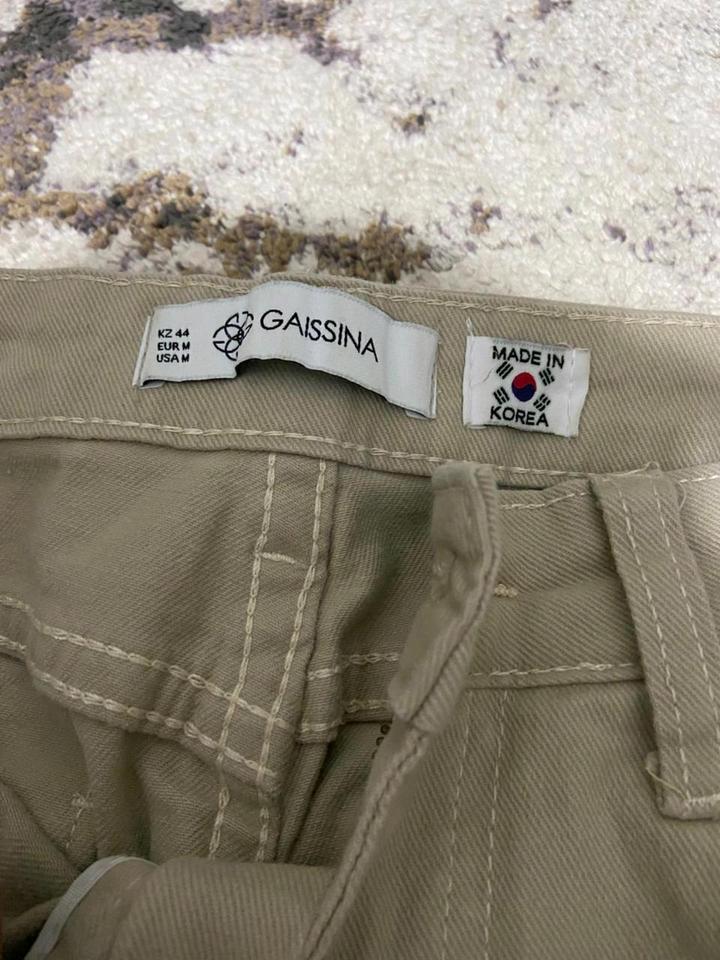 KZ 44
EUR M
USA M
GAISSINA
MADE IN
KOREA